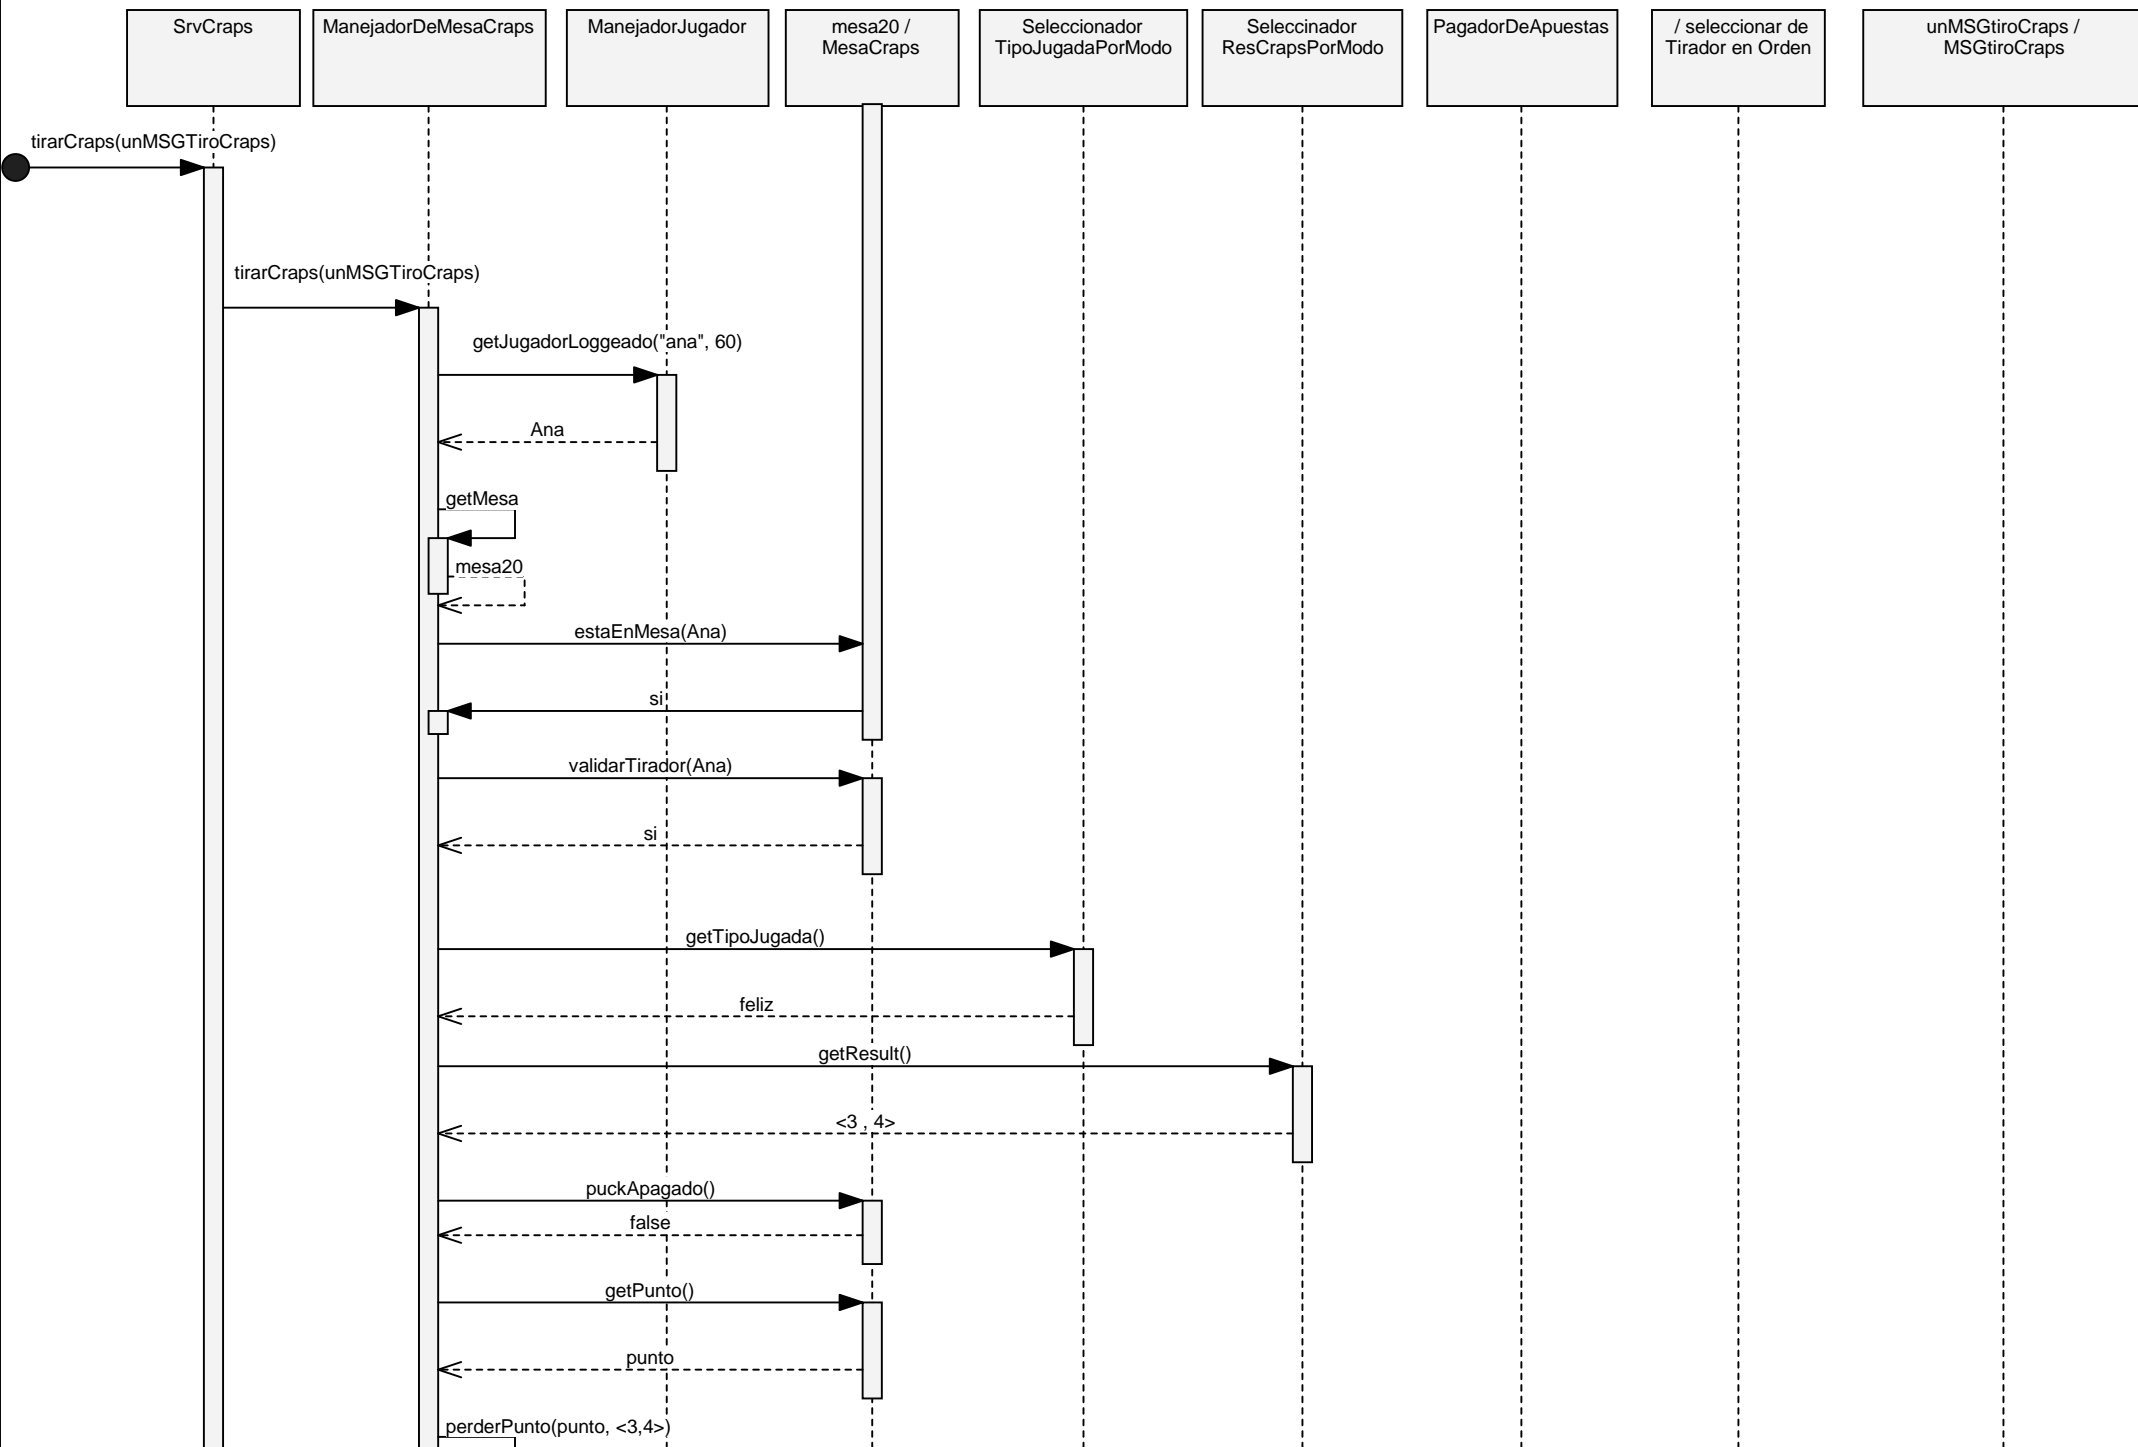 SrvCraps
ManejadorDeMesaCraps
ManejadorJugador
mesa20 /
MesaCraps
Seleccionador
TipoJugadaPorModo
Seleccinador
ResCrapsPorModo
PagadorDeApuestas
/ seleccionar de
Tirador en Orden
unMSGtiroCraps /
MSGtiroCraps
tirarCraps(unMSGTiroCraps)
tirarCraps(unMSGTiroCraps)
getJugadorLoggeado("ana", 60)
Ana
getMesa
mesa20
estaEnMesa(Ana)
si
validarTirador(Ana)
si
getTipoJugada()
feliz
getResult()
<3 , 4>
puckApagado()
false
getPunto()
punto
perderPunto(punto, <3,4>)